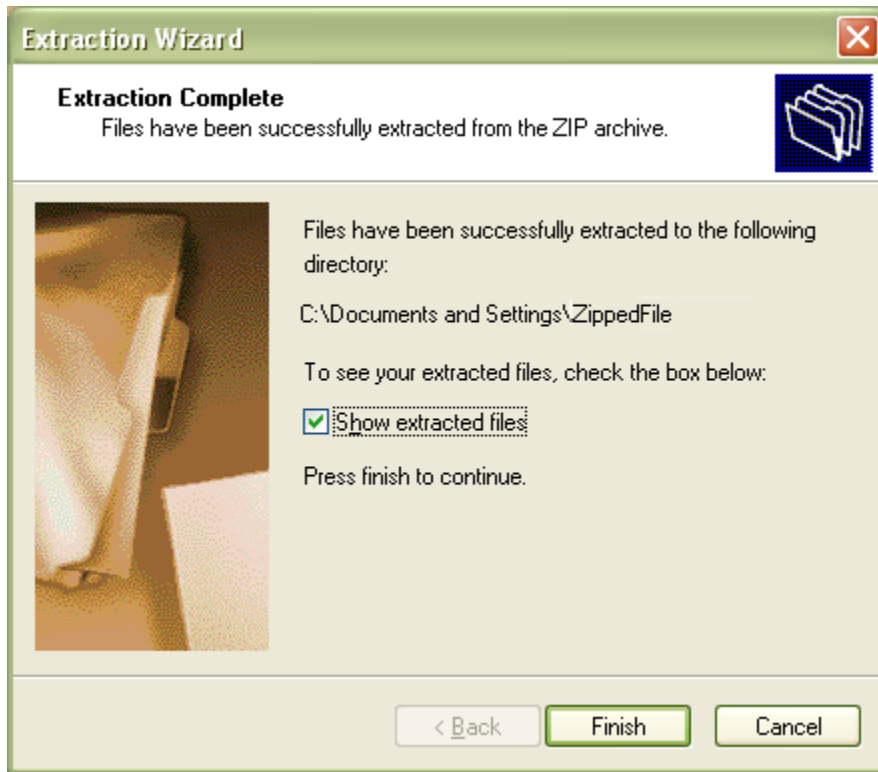 Extraction Wizard
Extraction Complete
Files have been successfully extracted from the ZIP archive.
Files have been successfully extracted to the following
directory:
C:\Documents and Settings\ZippedFile
To see your extracted files, check the box below:
Show extracted files
Press finish to continue.
< Back Finish Cancel